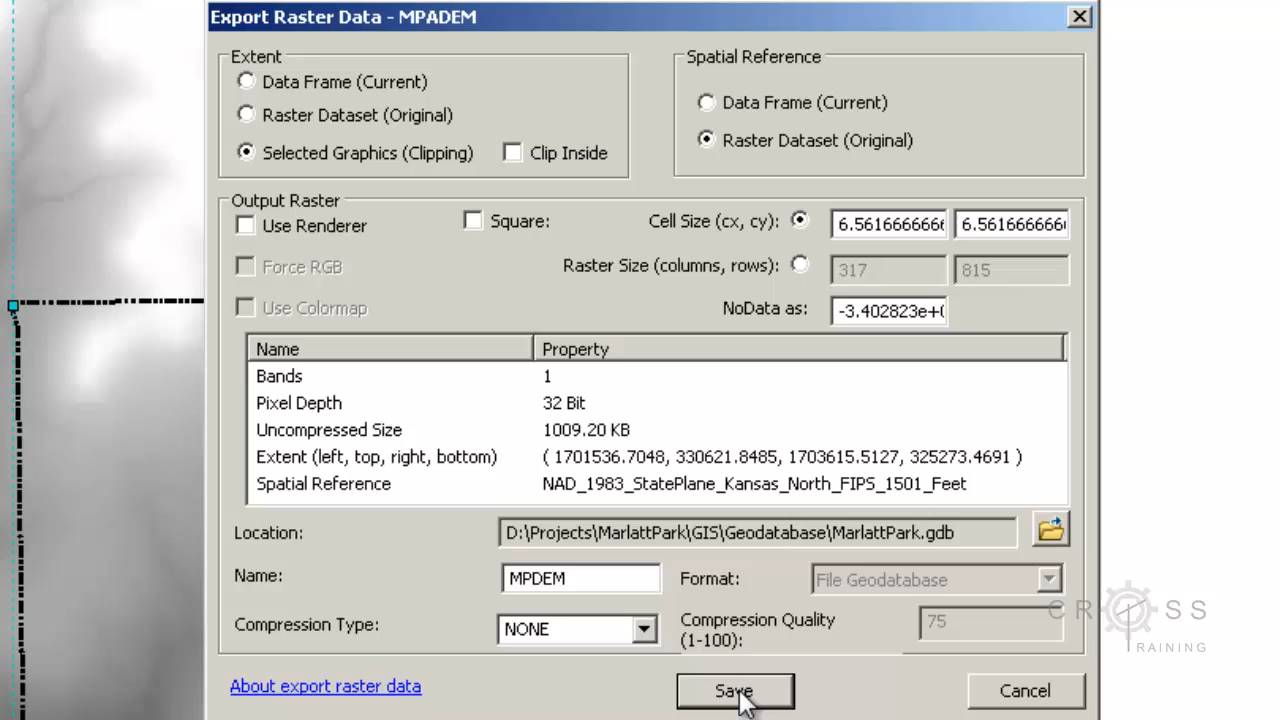 Export Raster Data - MPADEM
Extent
Data Frame (Current)
Raster Dataset (Original)
Selected Graphics (Clipping)
Clip Inside
Spatial Reference
Data Frame (Current)
Raster Dataset (Original)
Output Raster
Use Renderer
Square:
Cell Size (cx, cy):
6.561666666
6.561666666
Force RGB
Raster Size (columns, rows):
317
815
Use Colormap
NoData as:
-3.402823e+0
Name Property
Bands 1
Pixel Depth 32 Bit
Uncompressed Size 1009.20 KB
Extent (left, top, right, bottom) ( 1701536.7048, 330621.8485, 1703615.5127, 325273.4691 )
Spatial Reference NAD_1983_StatePlane_Kansas_North_FIPS_1501_Feet
Location: D:\Projects\MarlattPark\GIS\Geodatabase\MarlattPark.gdb
Name: MPDEM
Format: File Geodatabase
Compression Type: NONE
Compression Quality
(1-100):
75
About export raster data
Save
Cancel
CROSS
TRAINING